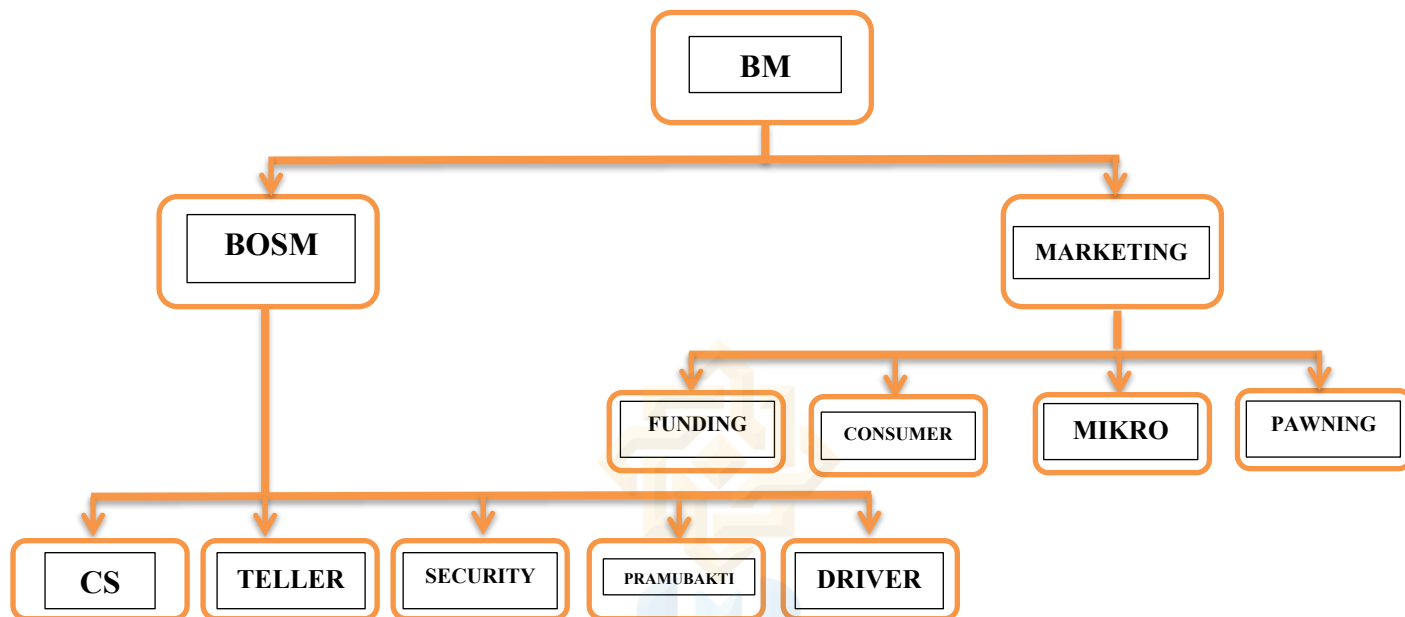 BM
BOSM
MARKETING
FUNDING
CONSUMER
MIKRO
PAWNING
CS
TELLER
SECURITY
PRAMUBAKTI
DRIVER